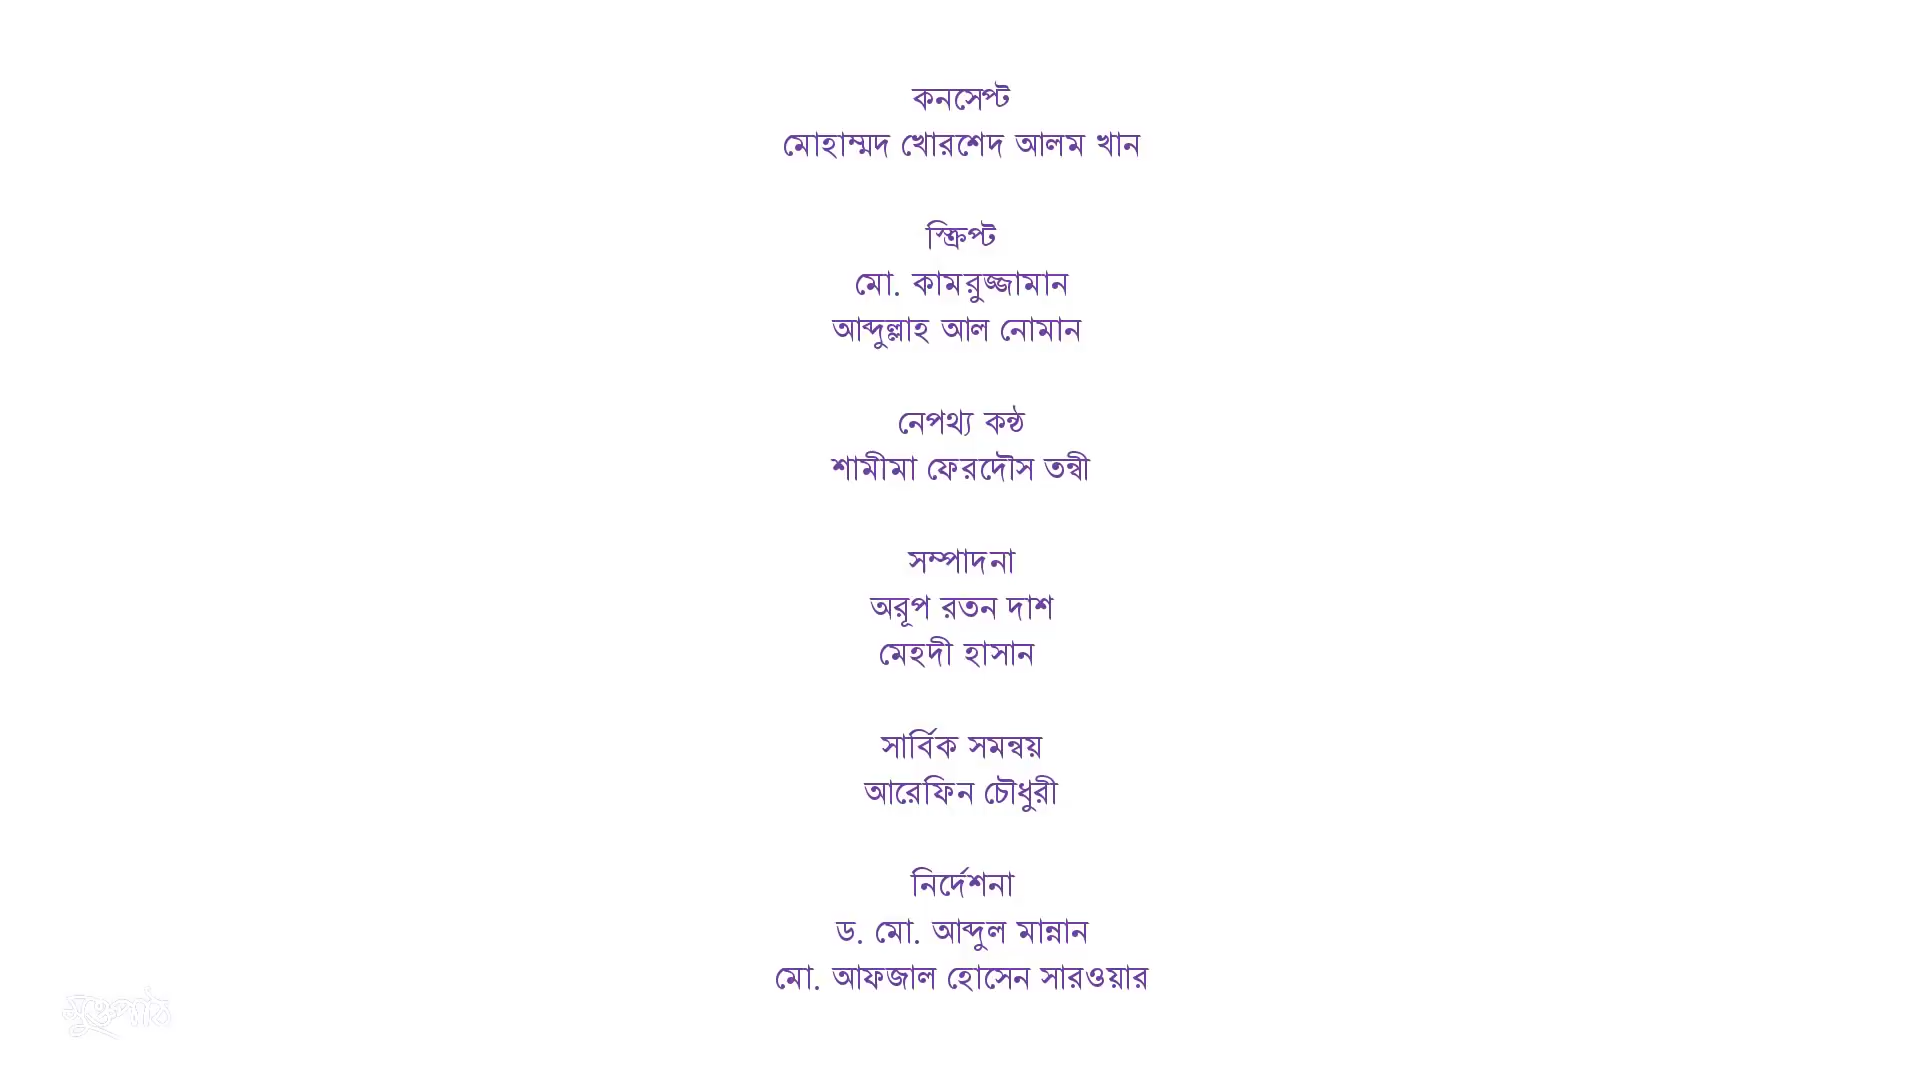 কনসেপ্ট
মোহাম্মদ খোরশেদ আলম খান
স্ক্রিপ্ট
মো. কামরুজ্জামান
আব্দুল্লাহ আল নোমান
নেপথ্য কন্ঠ
শামীমা ফেরদৌস তন্বী
সম্পাদনা
অরূপ রতন দাশ
মেহদী হাসান
সার্বিক সমন্বয়
আরেফিন চৌধুরী
নির্দেশনা
ড. মো. আব্দুল মান্নান
মো. আফজাল হোসেন সারওয়ার
মুক্তপাঠ